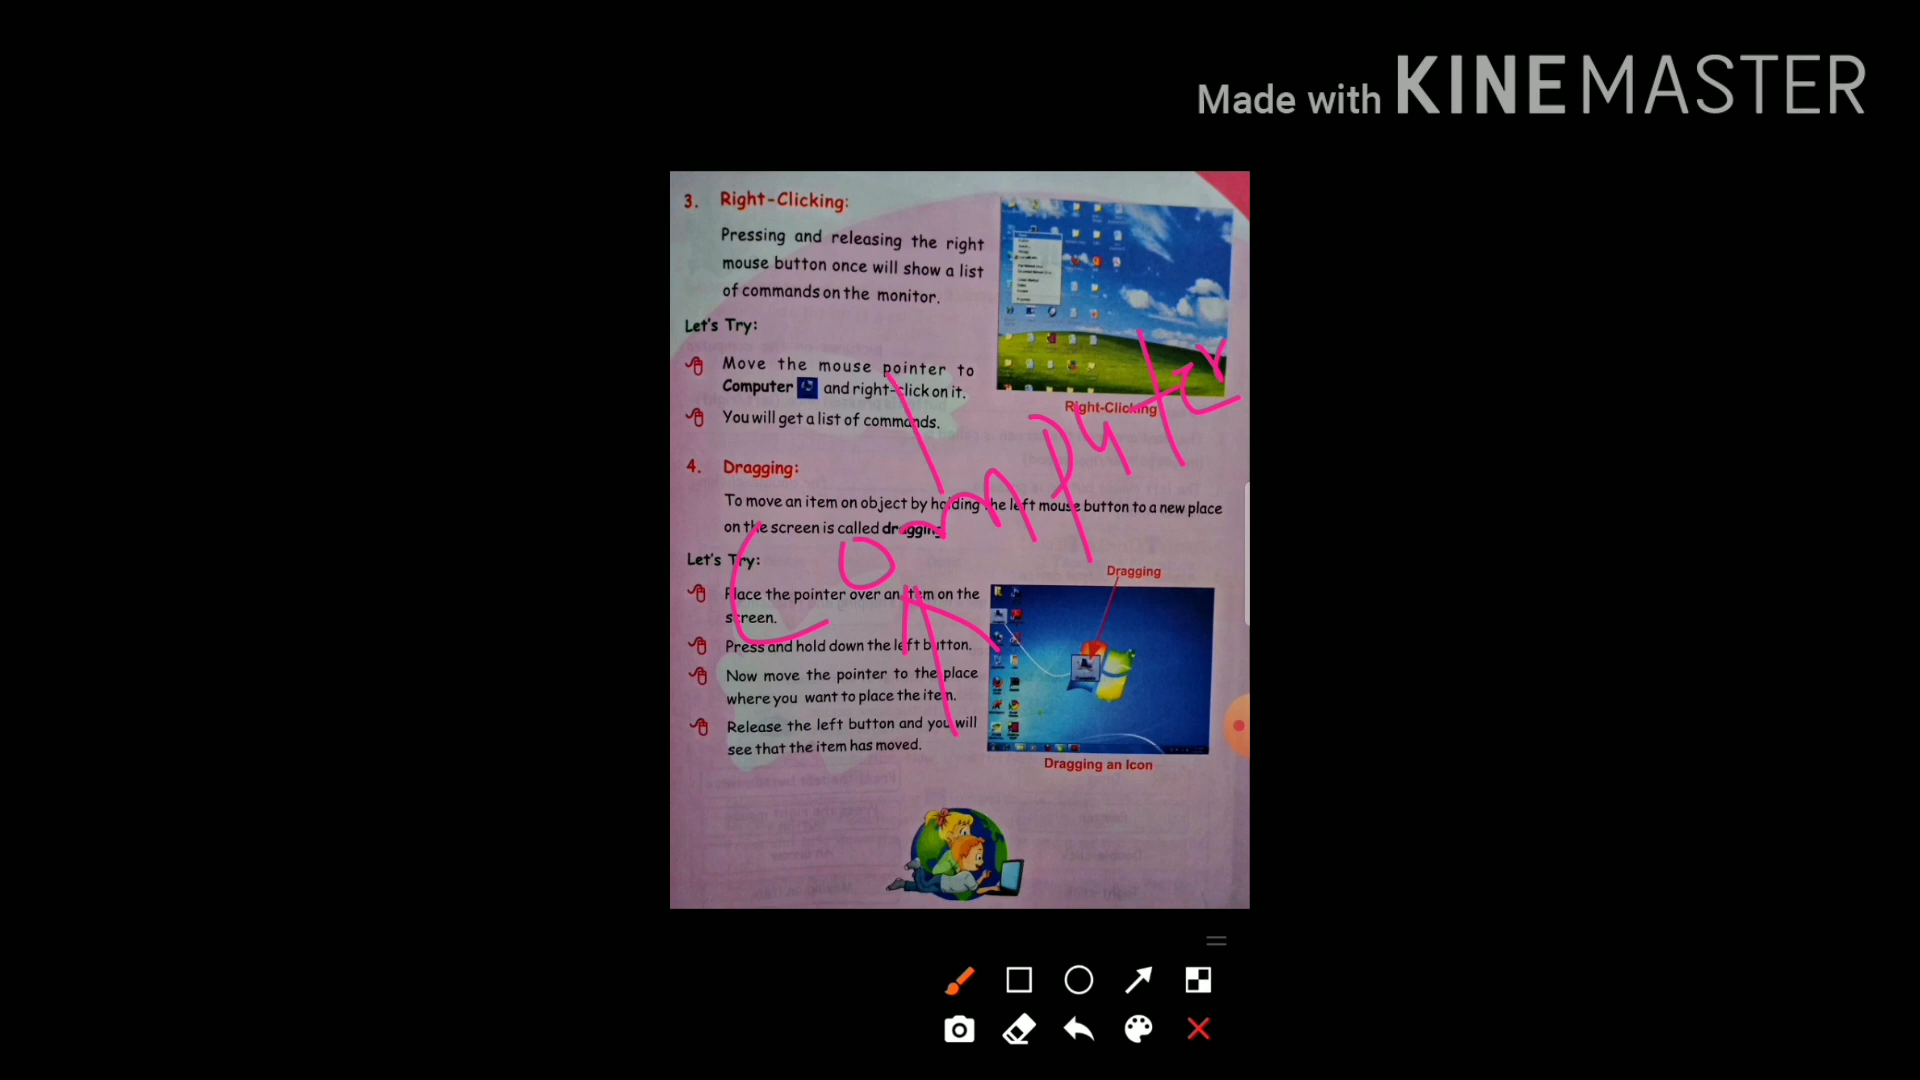 Made with KINEMASTER
3. Right-Clicking:
Pressing and releasing the right
mouse button once will show a list
of commands on the monitor.
Let's Try:
Move the mouse pointer to
Computer and right-click on it.
You will get a list of commands.
Right-Clicking
4. Dragging:
To move an item on object by holding the left mouse button to a new place
on the screen is called dragging.
Computer
Let's Try:
Place the pointer over an item on the
screen.
Press and hold down the left button.
Now move the pointer to the place
where you want to place the item.
Release the left button and you will
see that the item has moved.
Dragging
Dragging an Icon